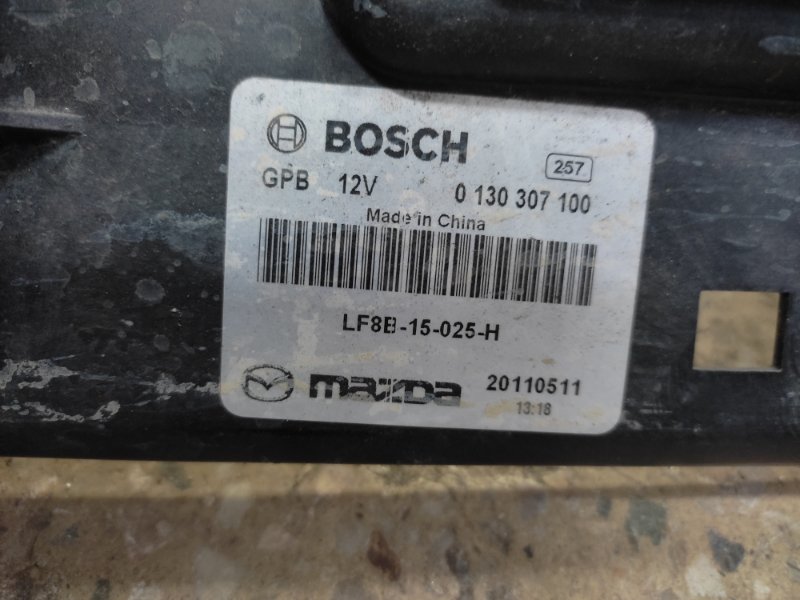 BOSCH
257
GPB 12V 0 130 307 100
Made in China
LF8B-15-025-H
mazda 20110511
13:18